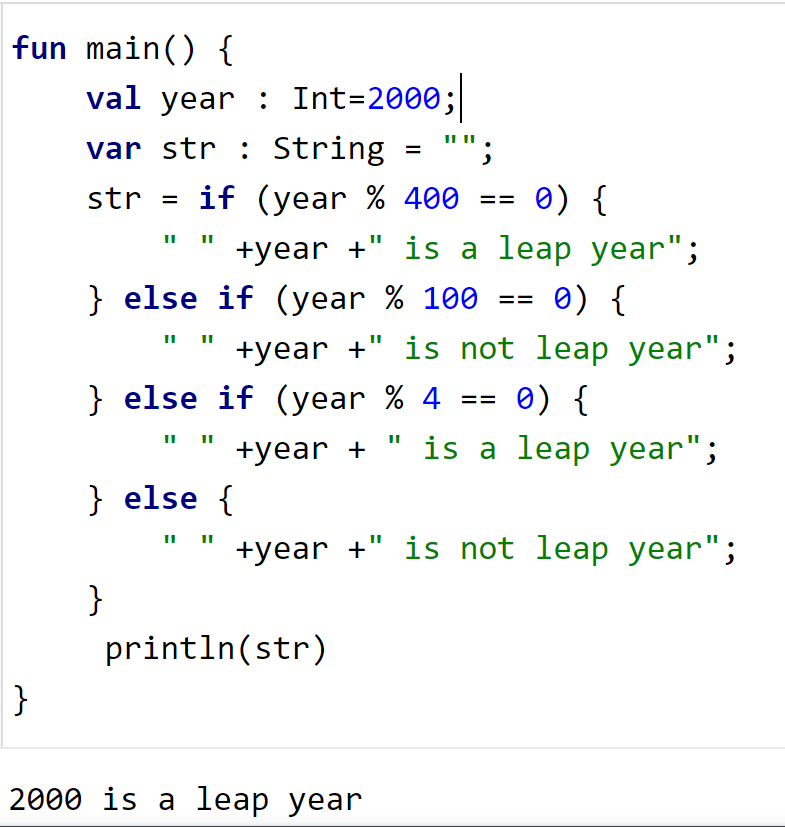 fun main() {
    val year : Int=2000;
    var str : String = "";
    str = if (year % 400 == 0) {
        " " +year +" is a leap year";
    } else if (year % 100 == 0) {
        " " +year +" is not leap year";
    } else if (year % 4 == 0) {
        " " +year + " is a leap year";
    } else {
        " " +year +" is not leap year";
    }
     println(str)
}
2000 is a leap year